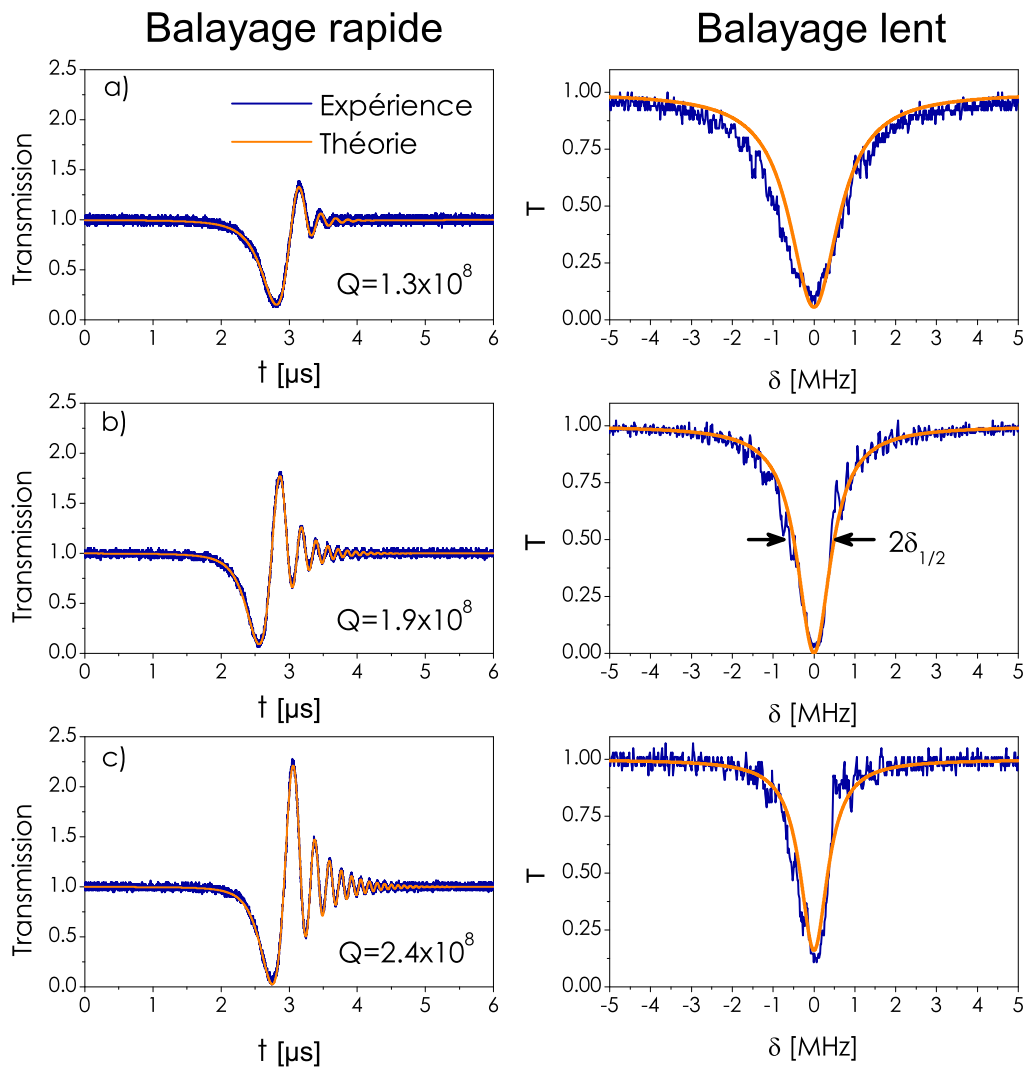 Balayage rapide
Balayage lent
a)
Expérience
Théorie
Q=1.3x10⁸
Transmission
2.5
2.0
1.5
1.0
0.5
0.0
0 1 2 3 4 5 6
t [µs]
T
1.00
0.75
0.50
0.25
0.00
-5 -4 -3 -2 -1 0 1 2 3 4 5
δ [MHz]
b)
Q=1.9x10⁸
Transmission
2.5
2.0
1.5
1.0
0.5
0.0
0 1 2 3 4 5 6
t [µs]
T
1.00
0.75
0.50
0.25
0.00
2δ₁/₂
-5 -4 -3 -2 -1 0 1 2 3 4 5
δ [MHz]
c)
Q=2.4x10⁸
Transmission
2.5
2.0
1.5
1.0
0.5
0.0
0 1 2 3 4 5 6
t [µs]
T
1.00
0.75
0.50
0.25
0.00
-5 -4 -3 -2 -1 0 1 2 3 4 5
δ [MHz]